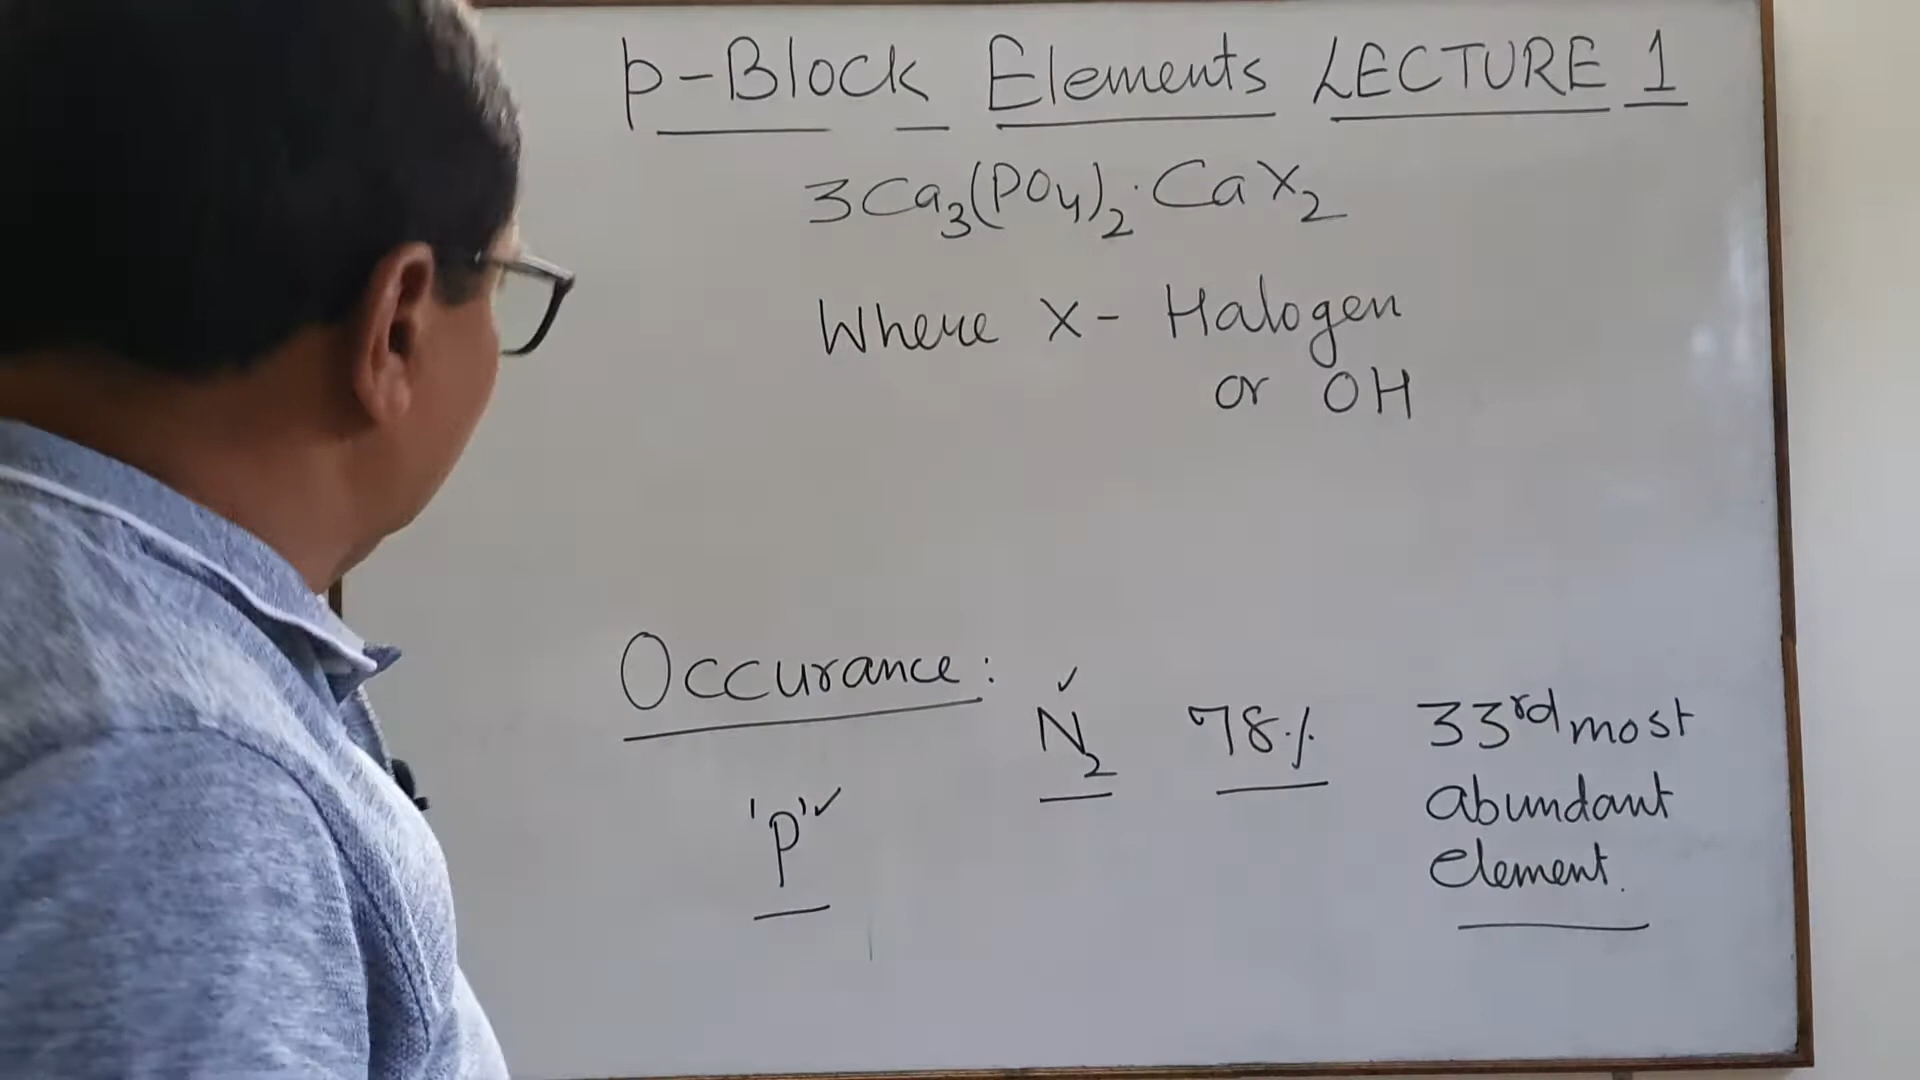 p-Block Elements LECTURE 1
3Ca₃(PO₄)₂·CaX₂
Where X - Halogen
or OH
Occurance:
N₂ 78% 33rd most
abundant
element.
'P'